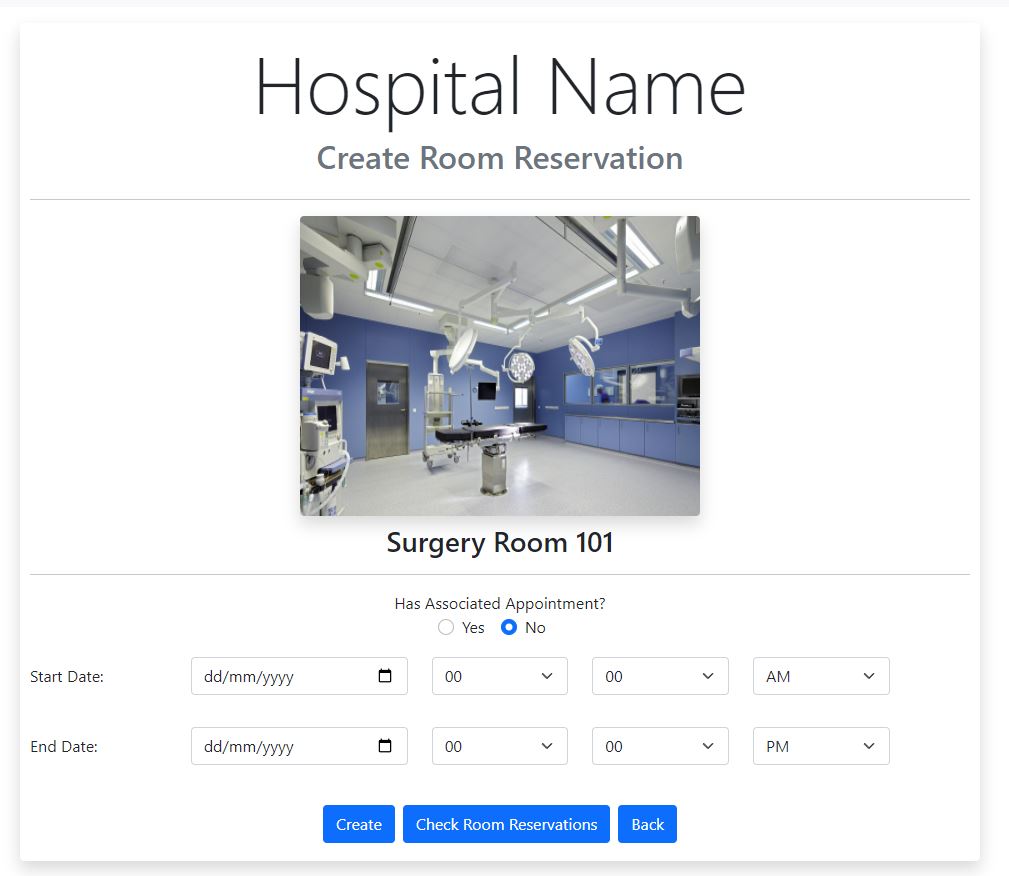 Hospital Name
Create Room Reservation
Surgery Room 101
Has Associated Appointment?
Yes No
Start Date: dd/mm/yyyy 00 00 AM
End Date: dd/mm/yyyy 00 00 PM
Create Check Room Reservations Back